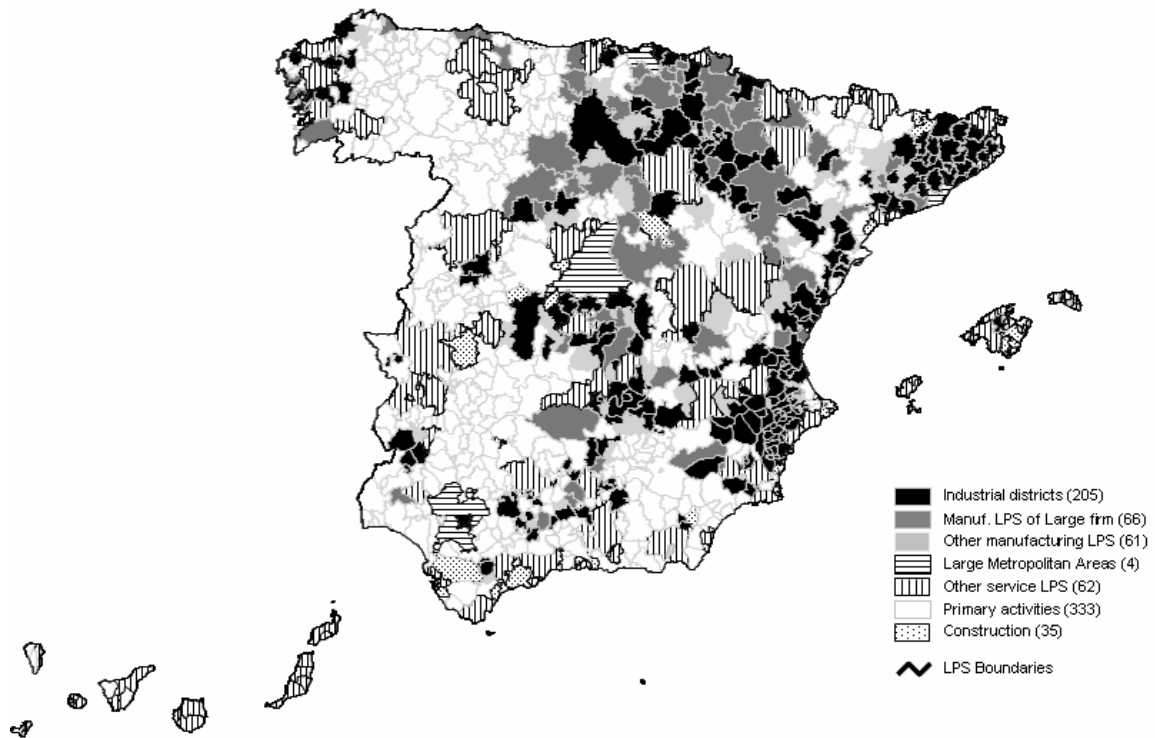 Industrial districts (205)
Manuf. LPS of Large firm (66)
Other manufacturing LPS (61)
Large Metropolitan Areas (4)
Other service LPS (62)
Primary activities (333)
Construction (35)
LPS Boundaries